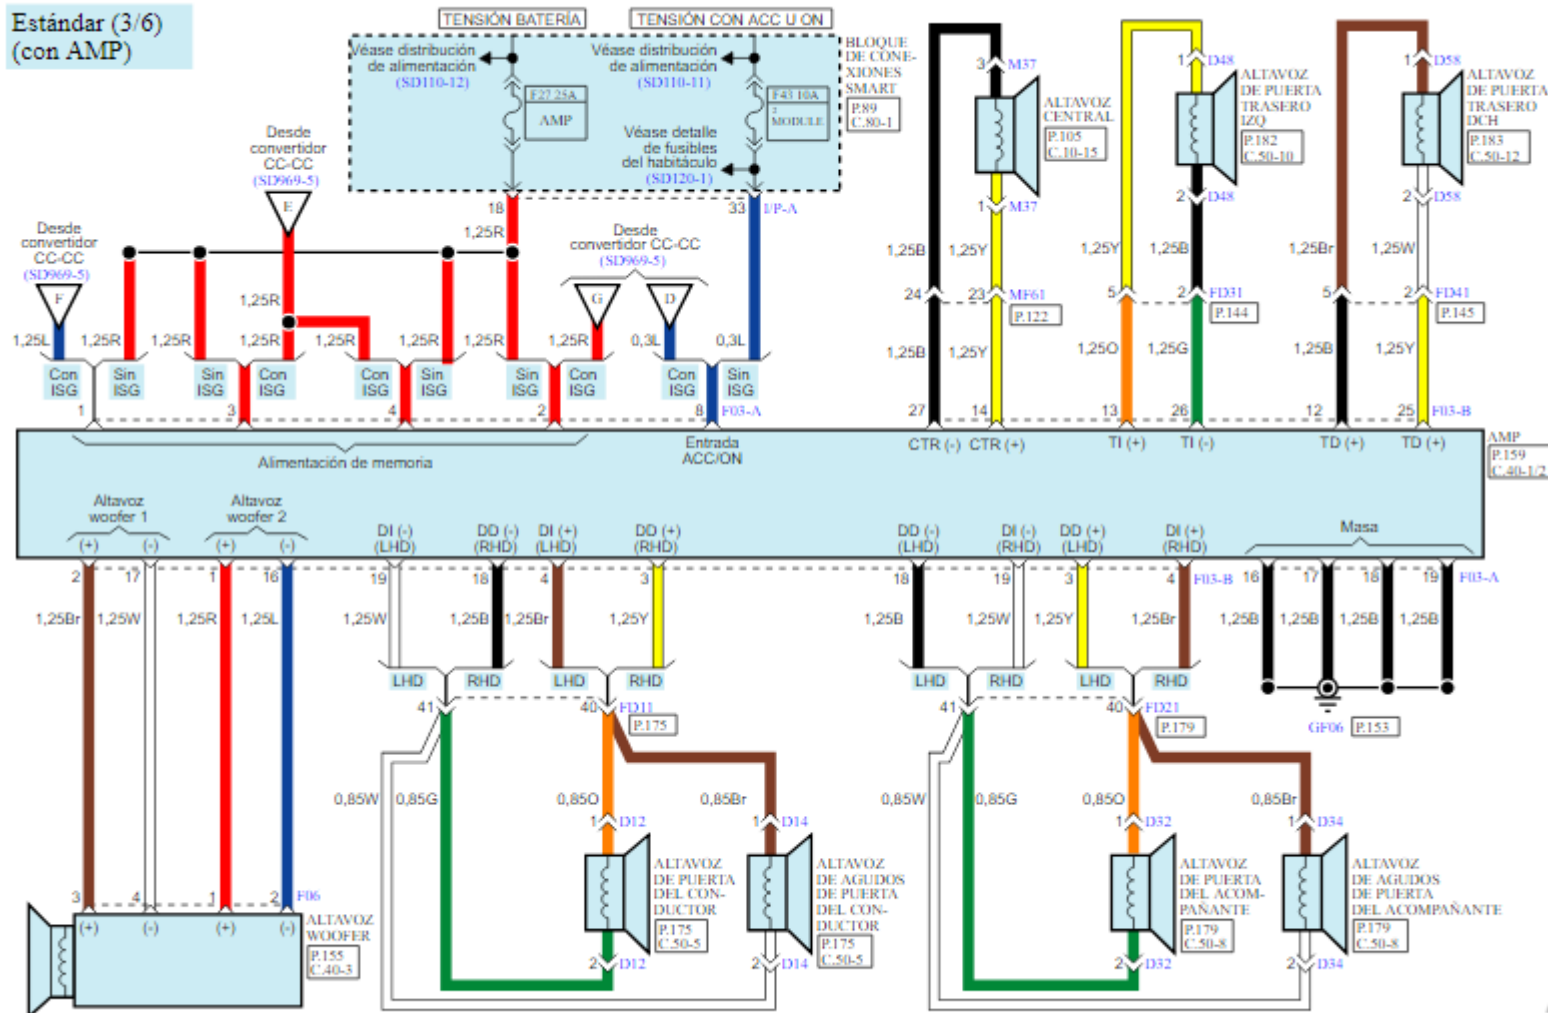 Estándar (3/6)
(con AMP)
TENSIÓN BATERÍA
TENSIÓN CON ACC U ON
Véase distribución
de alimentación
(SD110-12)
Véase distribución
de alimentación
(SD110-11)
F27 25A
AMP
F43 10A
2
MODULE
Véase detalle
de fusibles
del habitáculo
(SD120-1)
BLOQUE
DE CONE-
XIONES
SMART
P.89
C.80-1
Desde
convertidor
CC-CC
(SD969-5)
E
Desde
convertidor
CC-CC
(SD969-5)
F
18
33
I/P-A
1,25R
Desde
convertidor CC-CC
(SD969-5)
G
D
1,25R
1,25L
1,25R
1,25R
1,25R
1,25R
1,25R
1,25R
1,25R
0,3L
0,3L
Con
ISG
Sin
ISG
Sin
ISG
Con
ISG
Con
ISG
Sin
ISG
Sin
ISG
Con
ISG
Con
ISG
Sin
ISG
1
3
4
2
8
F03-A
3
M37
ALTAVOZ
CENTRAL
P.105
C.10-15
1
M37
1,25B
1,25Y
24
23
MF61
P.122
1,25B
1,25Y
27
14
1
D48
ALTAVOZ
DE PUERTA
TRASERO
IZQ
P.182
C.50-10
2
D48
1,25Y
1,25B
5
2
FD31
P.144
1,25O
1,25G
13
26
1
D58
ALTAVOZ
DE PUERTA
TRASERO
DCH
P.183
C.50-12
2
D58
1,25Br
1,25W
5
2
FD41
P.145
1,25B
1,25Y
12
25
F03-B
Alimentación de memoria
Entrada
ACC/ON
CTR (-)
CTR (+)
TI (+)
TI (-)
TD (+)
TD (+)
AMP
P.159
C.40-1/2
Altavoz
woofer 1
Altavoz
woofer 2
(+)
(-)
(+)
(-)
DI (-)
(LHD)
DD (-)
(RHD)
DI (+)
(LHD)
DD (+)
(RHD)
DD (-)
(LHD)
DI (-)
(RHD)
DD (+)
(LHD)
DI (+)
(RHD)
Masa
2
17
1
16
19
18
4
3
18
19
3
4
F03-B
16
17
18
19
F03-A
1,25Br
1,25W
1,25R
1,25L
1,25W
1,25B
1,25Br
1,25Y
1,25B
1,25W
1,25Y
1,25Br
1,25B
1,25B
1,25B
1,25B
LHD
RHD
LHD
RHD
LHD
RHD
LHD
RHD
41
40
FD11
P.175
41
40
FD21
P.179
GF06
P.153
0,85W
0,85G
0,85O
0,85Br
0,85W
0,85G
0,85O
0,85Br
1
D12
1
D14
1
D32
1
D34
ALTAVOZ
DE PUERTA
DEL CON-
DUCTOR
P.175
C.50-5
ALTAVOZ
DE AGUDOS
DE PUERTA
DEL CON-
DUCTOR
P.175
C.50-5
ALTAVOZ
DE PUERTA
DEL ACOM-
PAÑANTE
P.179
C.50-8
ALTAVOZ
DE AGUDOS
DE PUERTA
DEL ACOMPAÑANTE
P.179
C.50-8
2
D12
2
D14
2
D32
2
D34
3
4
1
2
F06
(+)
(-)
(+)
(-)
ALTAVOZ
WOOFER
P.155
C.40-3